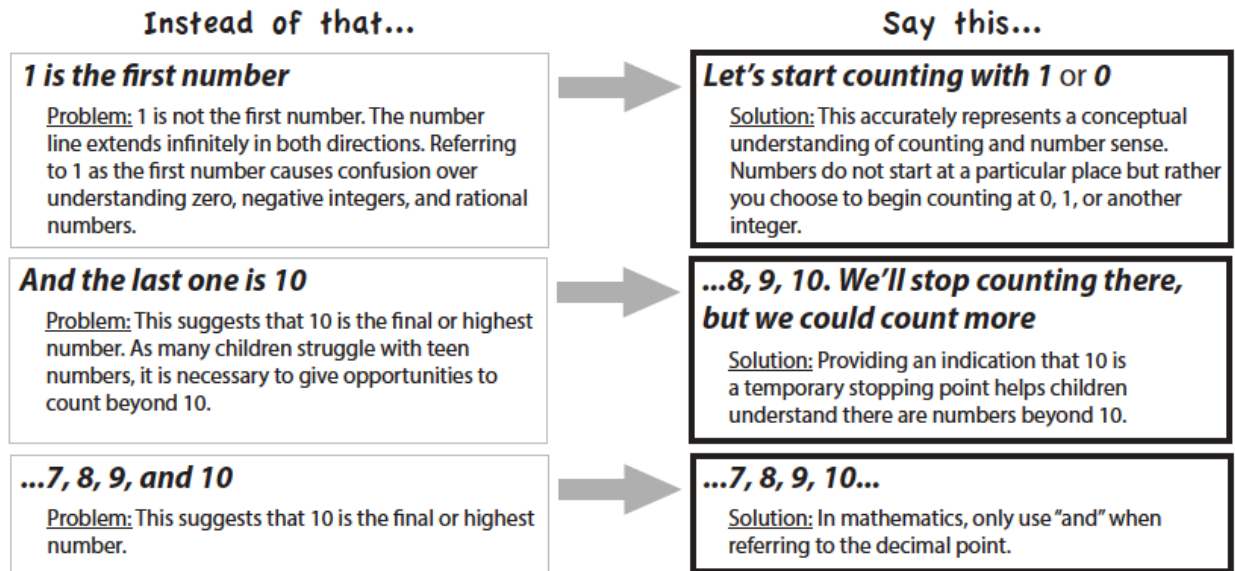 Instead of that...
Say this...
1 is the first number
Problem: 1 is not the first number. The number
line extends infinitely in both directions. Referring
to 1 as the first number causes confusion over
understanding zero, negative integers, and rational
numbers.
Let's start counting with 1 or 0
Solution: This accurately represents a conceptual
understanding of counting and number sense.
Numbers do not start at a particular place but rather
you choose to begin counting at 0, 1, or another
integer.
And the last one is 10
Problem: This suggests that 10 is the final or highest
number. As many children struggle with teen
numbers, it is necessary to give opportunities to
count beyond 10.
...8, 9, 10. We'll stop counting there,
but we could count more
Solution: Providing an indication that 10 is
a temporary stopping point helps children
understand there are numbers beyond 10.
...7, 8, 9, and 10
Problem: This suggests that 10 is the final or highest
number.
...7, 8, 9, 10...
Solution: In mathematics, only use "and" when
referring to the decimal point.